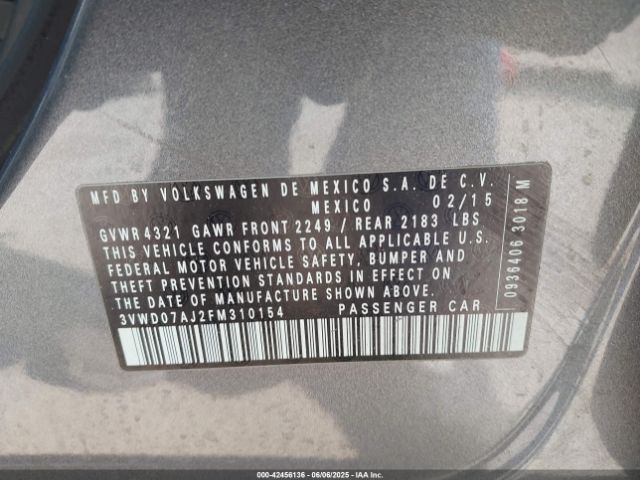 MFD BY VOLKSWAGEN DE MEXICO S.A. DE C.V.
MEXICO 02/15
GVWR 4321 GAWR FRONT 2249 / REAR 2183 LBS
THIS VEHICLE CONFORMS TO ALL APPLICABLE U.S.
FEDERAL MOTOR VEHICLE SAFETY, BUMPER AND
THEFT PREVENTION STANDARDS IN EFFECT ON
THE DATE OF MANUFACTURE SHOWN ABOVE.
3VWD07AJ2FM310154 PASSENGER CAR
0936406 3018 M
000-42456136 - 06/06/2025 - IAAI.com